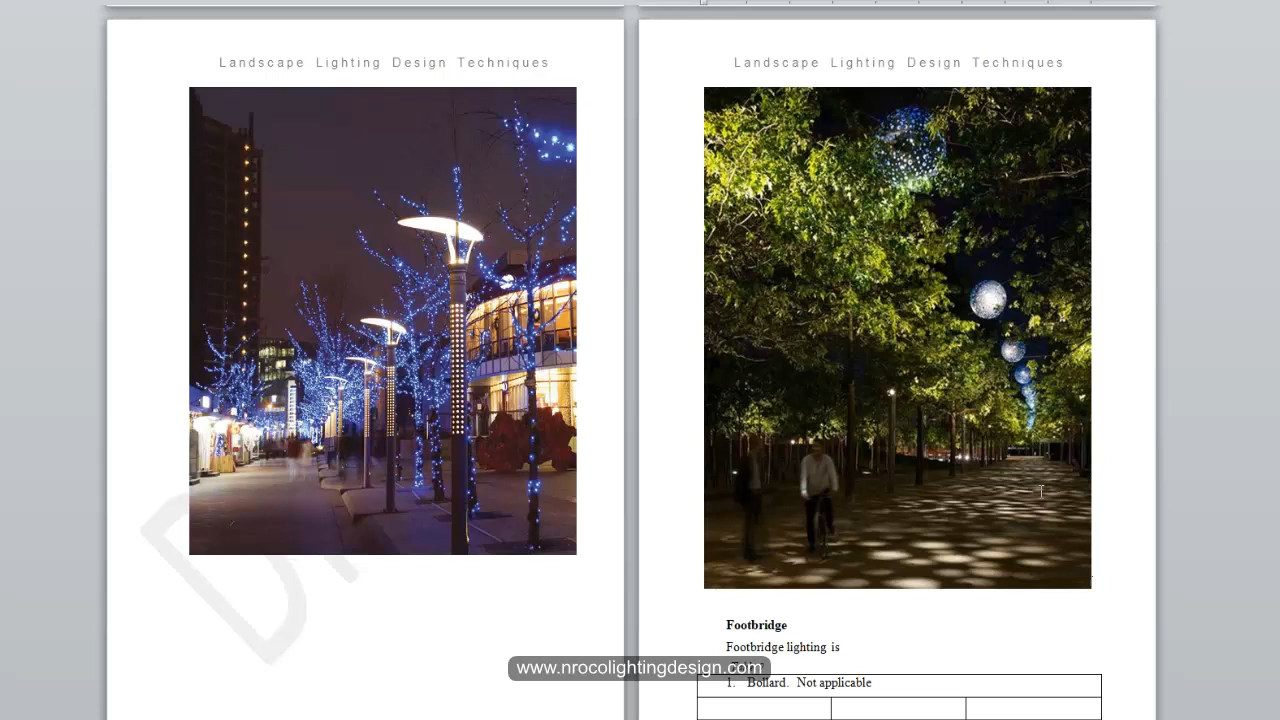 Landscape Lighting Design Techniques
Landscape Lighting Design Techniques
Footbridge
Footbridge lighting is
www.nrocolightingdesign.com
1. Bollard. Not applicable